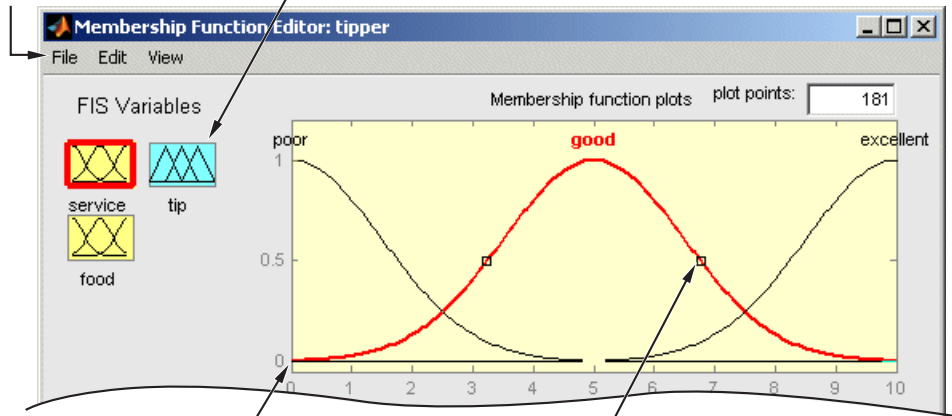 Membership Function Editor: tipper
File Edit View
FIS Variables
Membership function plots
plot points:
181
service
tip
food
poor
good
excellent
1
0.5
0
0 1 2 3 4 5 6 7 8 9 10